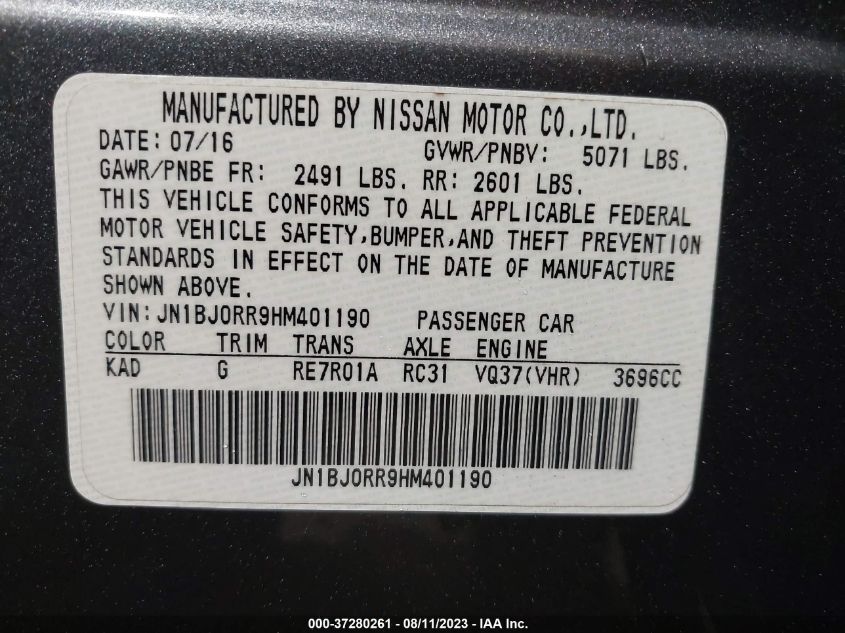 MANUFACTURED BY NISSAN MOTOR CO.,LTD.
DATE: 07/16 GVWR/PNBV: 5071 LBS.
GAWR/PNBE FR: 2491 LBS. RR: 2601 LBS.
THIS VEHICLE CONFORMS TO ALL APPLICABLE FEDERAL
MOTOR VEHICLE SAFETY,BUMPER,AND THEFT PREVENTION
STANDARDS IN EFFECT ON THE DATE OF MANUFACTURE
SHOWN ABOVE.
VIN:JN1BJ0RR9HM401190 PASSENGER CAR
COLOR TRIM TRANS AXLE ENGINE
KAD G RE7R01A RC31 VQ37(VHR) 3696CC
JN1BJ0RR9HM401190
000-37280261 - 08/11/2023 - IAA Inc.